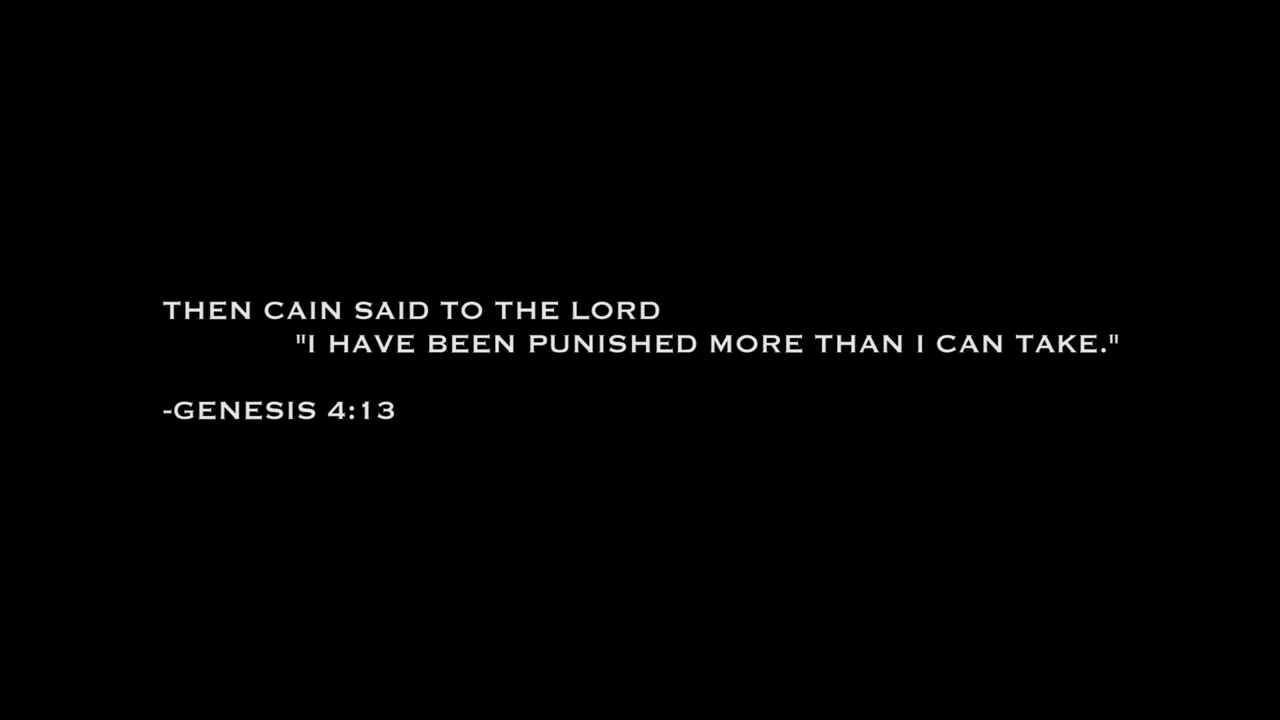 THEN CAIN SAID TO THE LORD
"I HAVE BEEN PUNISHED MORE THAN I CAN TAKE."
-GENESIS 4:13